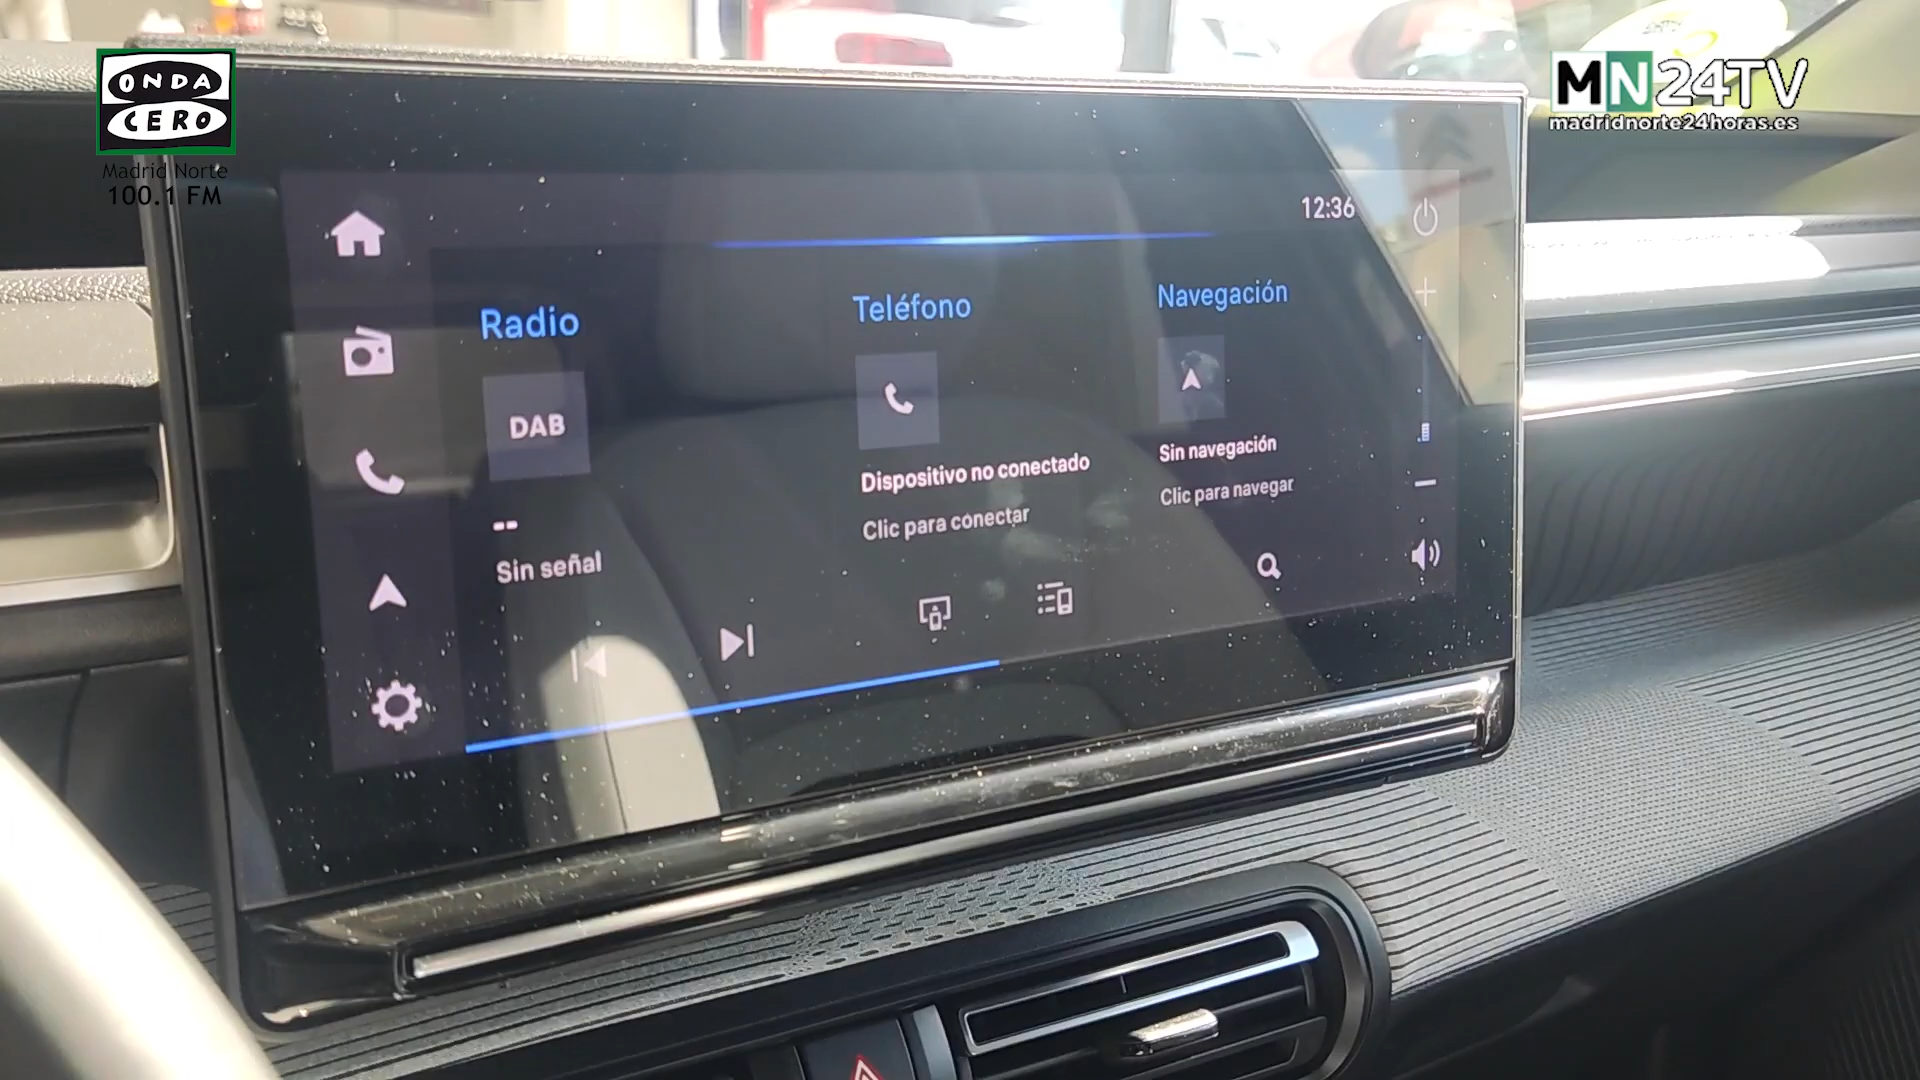 ONDA
CERO
Madrid Norte
100.1 FM
MN24TV
madridnorte24horas.es
12:36
Radio
DAB
--
Sin señal
Teléfono
Dispositivo no conectado
Clic para conectar
Navegación
Sin navegación
Clic para navegar